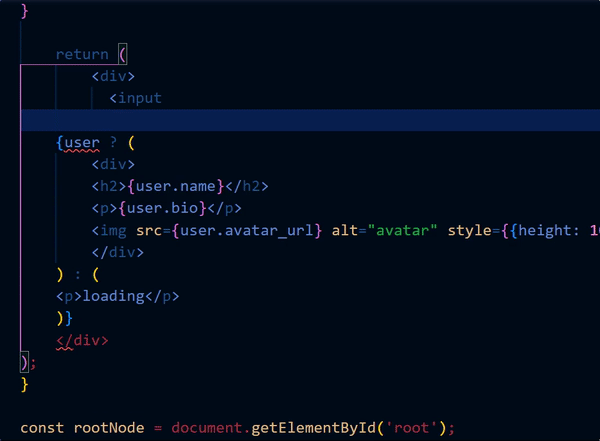 }
return (
<div>
<input
{user ? (
<div>
<h2>{user.name}</h2>
<p>{user.bio}</p>
<img src={user.avatar_url} alt="avatar" style={{height: 10
</div>
) : (
<p>loading</p>
)}
</div>
);
}
const rootNode = document.getElementById('root');